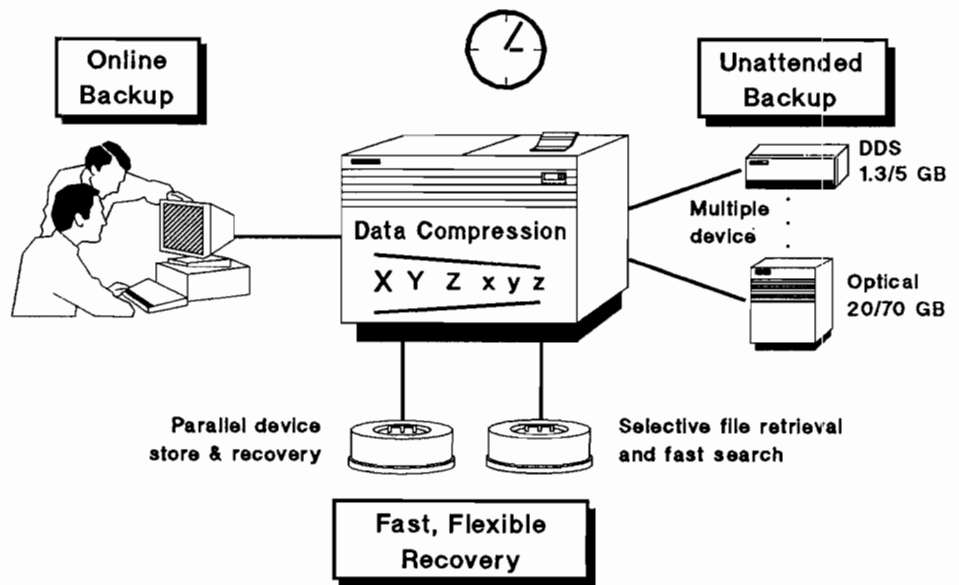 Online
Backup
Unattended
Backup
DDS
1.3/5 GB
Multiple
device
Data Compression
X Y Z x y z
Optical
20/70 GB
Parallel device
store & recovery
Selective file retrieval
and fast search
Fast, Flexible
Recovery